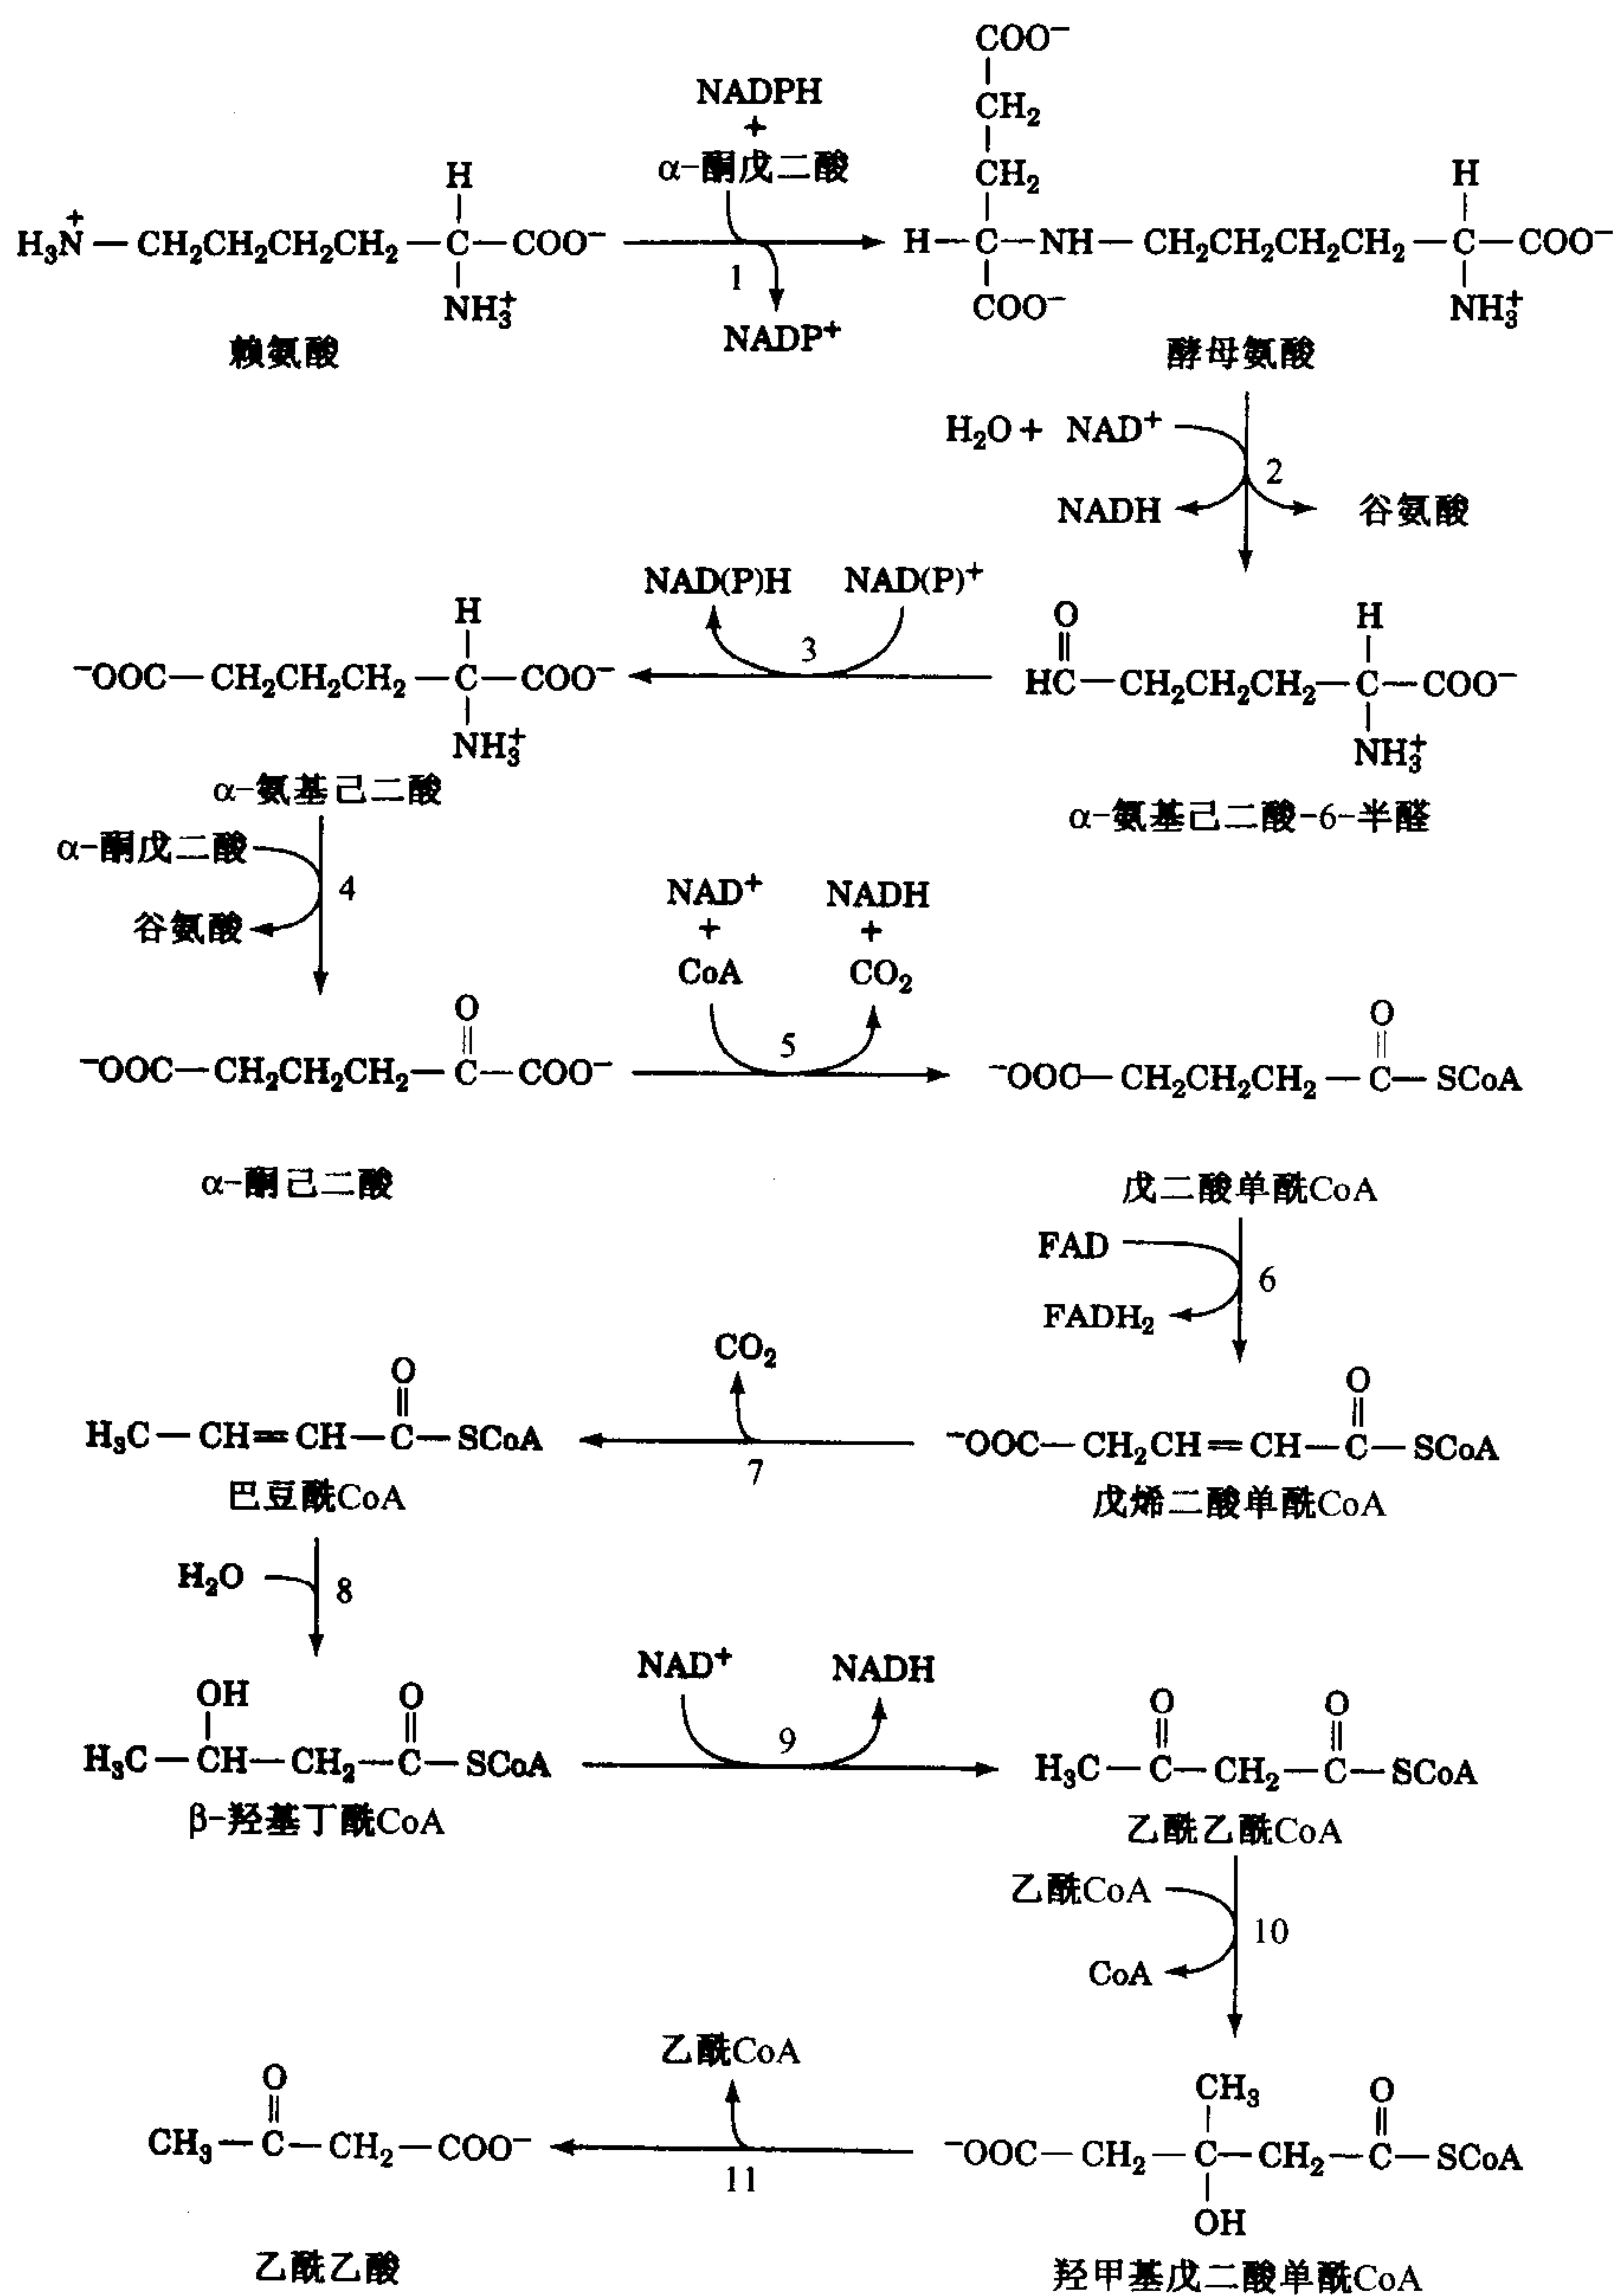 COO⁻
CH₂
CH₂
NADPH
+
α-酮戊二酸
H
H₃N⁺—CH₂CH₂CH₂CH₂—C—COO⁻
NH₃⁺
赖氨酸
1
NADP⁺
H
H—C—NH—CH₂CH₂CH₂CH₂—C—COO⁻
COO⁻
NH₃⁺
酵母氨酸
H₂O + NAD⁺
2
NADH
谷氨酸
NAD(P)H
NAD(P)⁺
3
H
⁻OOC—CH₂CH₂CH₂—C—COO⁻
NH₃⁺
α-氨基己二酸
O
H
HC—CH₂CH₂CH₂—C—COO⁻
NH₃⁺
α-氨基己二酸-6-半醛
α-酮戊二酸
4
谷氨酸
NAD⁺
+
CoA
NADH
+
CO₂
5
O
⁻OOC—CH₂CH₂CH₂—C—COO⁻
α-酮己二酸
O
⁻OOC—CH₂CH₂CH₂—C—SCoA
戊二酸单酰CoA
FAD
6
FADH₂
CO₂
7
O
H₃C—CH=CH—C—SCoA
巴豆酰CoA
O
⁻OOC—CH₂CH=CH—C—SCoA
戊烯二酸单酰CoA
H₂O
8
NAD⁺
NADH
9
OH
O
H₃C—CH—CH₂—C—SCoA
β-羟基丁酰CoA
O
O
H₃C—C—CH₂—C—SCoA
乙酰乙酰CoA
乙酰CoA
10
CoA
乙酰CoA
11
O
CH₃—C—CH₂—COO⁻
乙酰乙酸
CH₃
O
⁻OOC—CH₂—C—CH₂—C—SCoA
OH
羟甲基戊二酸单酰CoA